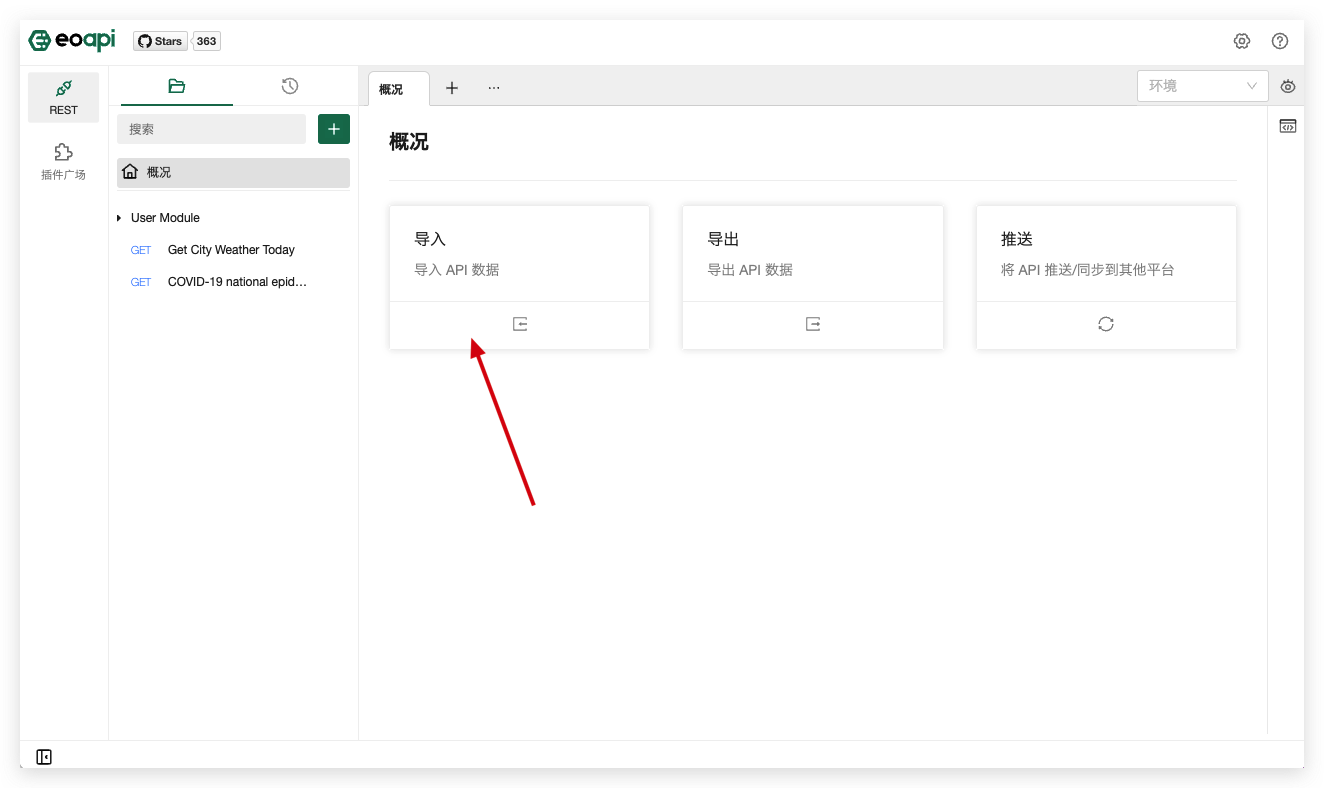 eoapi
Stars 363
REST
插件广场
搜索
概况
User Module
GET Get City Weather Today
GET COVID-19 national epid...
概况
环境
概况
导入
导入 API 数据
导出
导出 API 数据
推送
将 API 推送/同步到其他平台